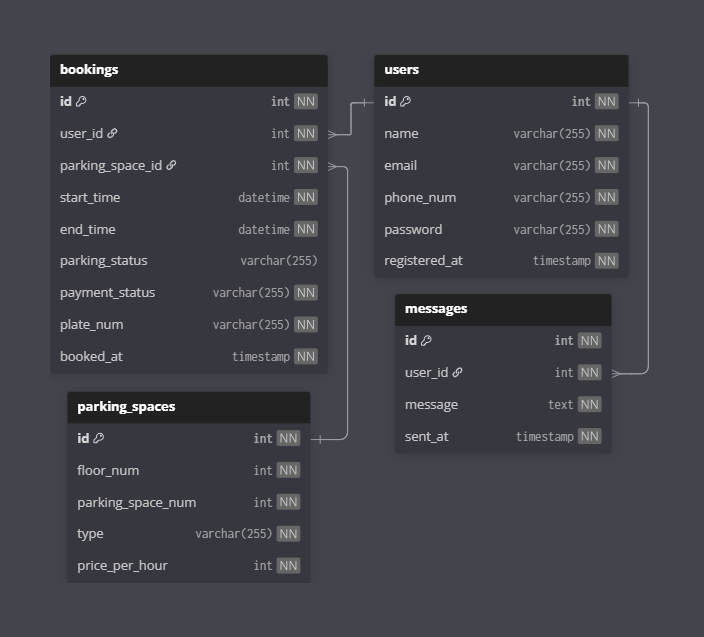 bookings
id int NN
user_id int NN
parking_space_id int NN
start_time datetime NN
end_time datetime NN
parking_status varchar(255)
payment_status varchar(255) NN
plate_num varchar(255) NN
booked_at timestamp NN
users
id int NN
name varchar(255) NN
email varchar(255) NN
phone_num varchar(255) NN
password varchar(255) NN
registered_at timestamp NN
messages
id int NN
user_id int NN
message text NN
sent_at timestamp NN
parking_spaces
id int NN
floor_num int NN
parking_space_num int NN
type varchar(255) NN
price_per_hour int NN